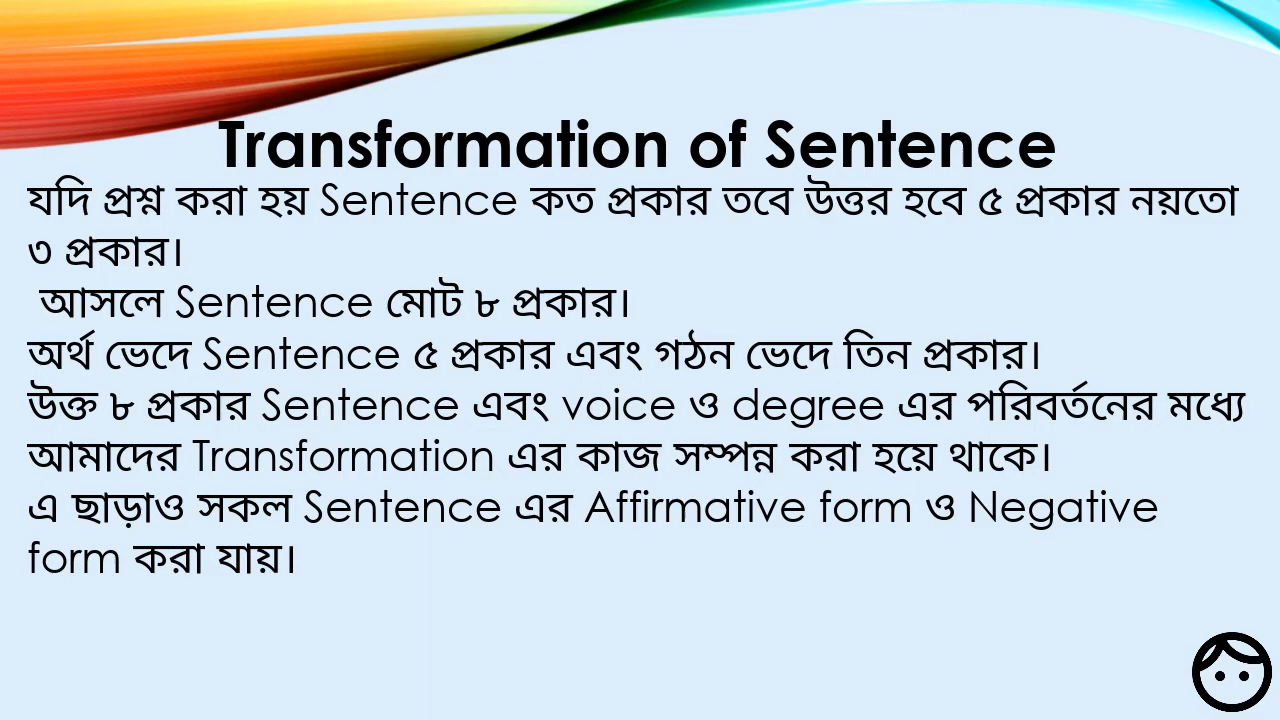 Transformation of Sentence
যদি প্রশ্ন করা হয় Sentence কত প্রকার তবে উত্তর হবে ৫ প্রকার নয়তো
৩ প্রকার।
আসলে Sentence মোট ৮ প্রকার।
অর্থ ভেদে Sentence ৫ প্রকার এবং গঠন ভেদে তিন প্রকার।
উক্ত ৮ প্রকার Sentence এবং voice ও degree এর পরিবর্তনের মধ্যে
আমাদের Transformation এর কাজ সম্পন্ন করা হয়ে থাকে।
এ ছাড়াও সকল Sentence এর Affirmative form ও Negative
form করা যায়।